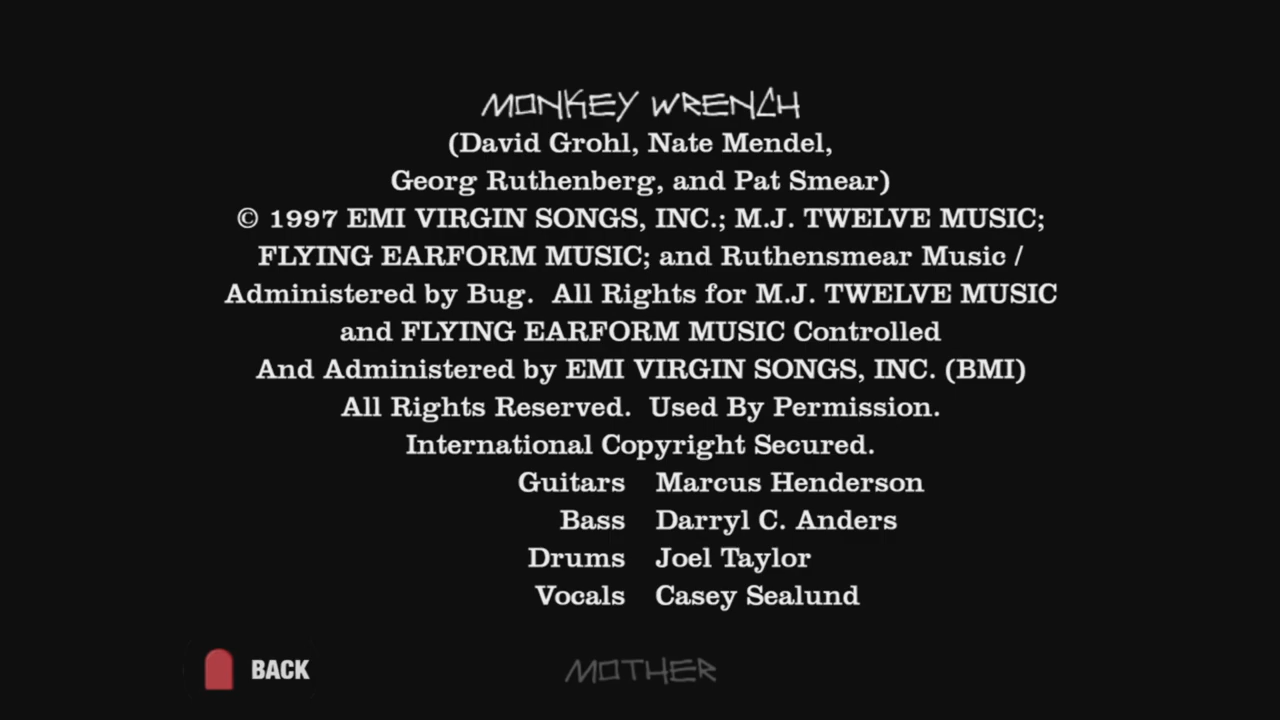 MONKEY WRENCH
(David Grohl, Nate Mendel,
Georg Ruthenberg, and Pat Smear)
© 1997 EMI VIRGIN SONGS, INC.; M.J. TWELVE MUSIC;
FLYING EARFORM MUSIC; and Ruthensmear Music /
Administered by Bug.  All Rights for M.J. TWELVE MUSIC
and FLYING EARFORM MUSIC Controlled
And Administered by EMI VIRGIN SONGS, INC. (BMI)
All Rights Reserved.  Used By Permission.
International Copyright Secured.
Guitars Marcus Henderson
Bass Darryl C. Anders
Drums Joel Taylor
Vocals Casey Sealund
BACK
MOTHER